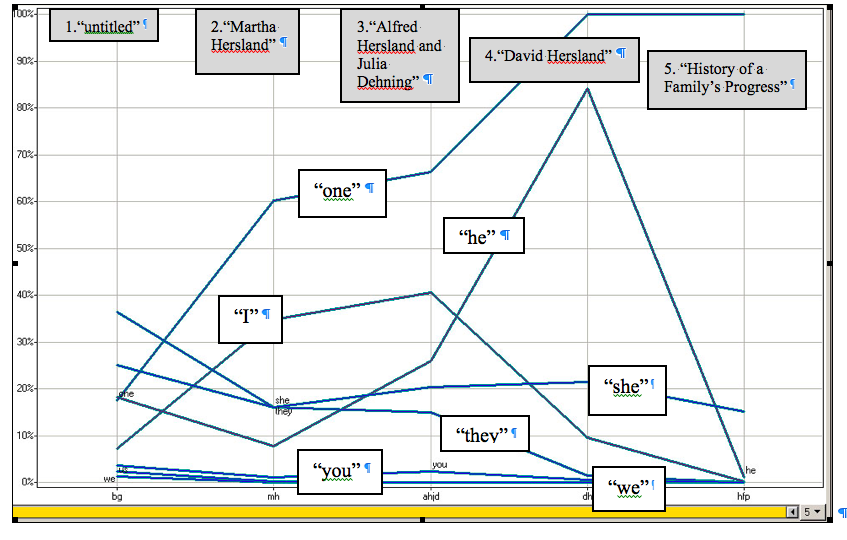 100%
1.“untitled” ¶
2.“Martha
Hersland” ¶
3.“Alfred
Hersland and
Julia
Dehning” ¶
4.“David Hersland” ¶
5. “History of a
Family’s Progress” ¶
90%
80%
70%
“one” ¶
60%
“he” ¶
50%
40%
“I” ¶
30%
“she” ¶
20%
one
she
they
10%
“they” ¶
“you” ¶
you
he
we
“we” ¶
0%
bg
mh
ahjd
dh
hfp
5
¶